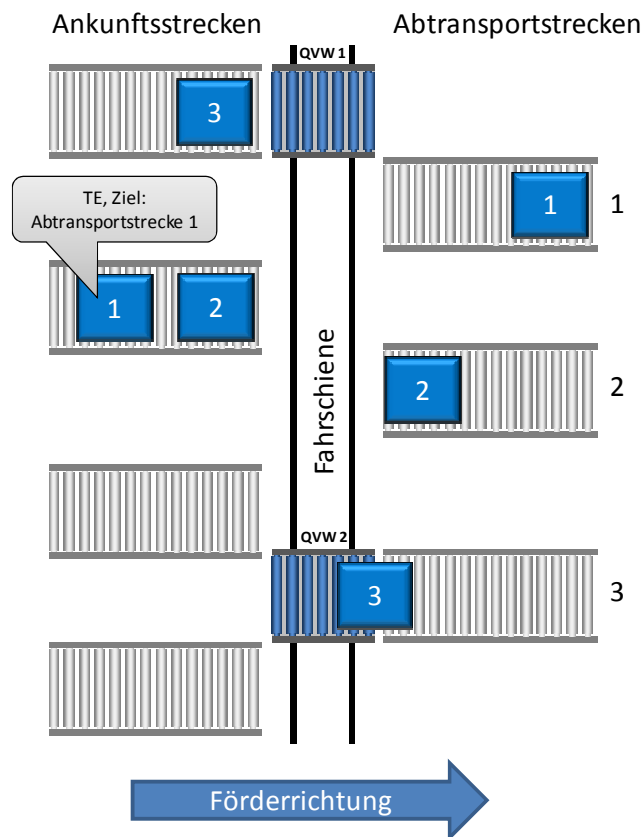 Ankunftsstrecken
Abtransportstrecken
QVW 1
3
TE, Ziel:
Abtransportstrecke 1
1
1
1
2
Fahrschiene
2
2
QVW 2
3
3
Förderrichtung